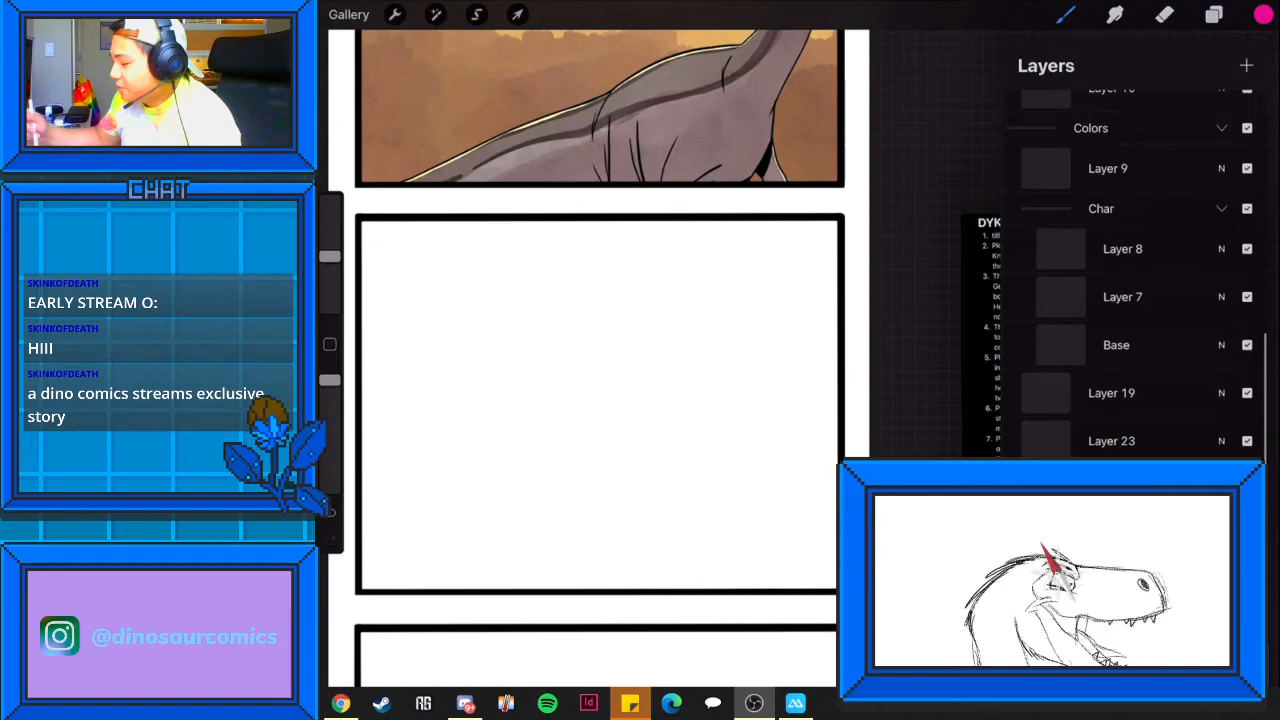 Gallery
Layers
Colors
Layer 9 N
Char
Layer 8 N
Layer 7 N
Base N
Layer 19 N
Layer 23 N
DYK
CHAT
SKINKOFDEATH
EARLY STREAM O:
SKINKOFDEATH
HIII
SKINKOFDEATH
a dino comics streams exclusive
story
@dinosaurcomics